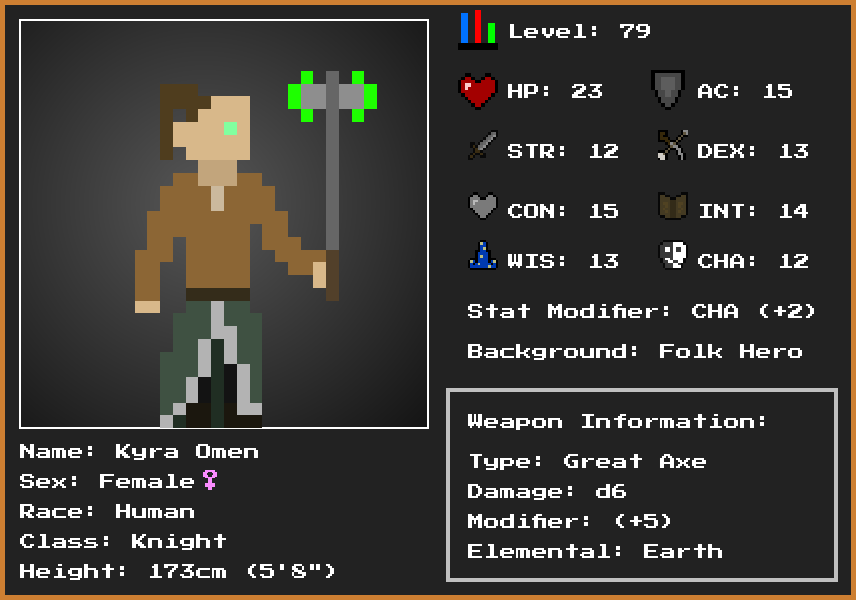 Level: 79
HP: 23
AC: 15
STR: 12
DEX: 13
CON: 15
INT: 14
WIS: 13
CHA: 12
Stat Modifier: CHA (+2)
Background: Folk Hero
Weapon Information:
Type: Great Axe
Damage: d6
Modifier: (+5)
Elemental: Earth
Name: Kyra Omen
Sex: Female♀
Race: Human
Class: Knight
Height: 173cm (5'8")